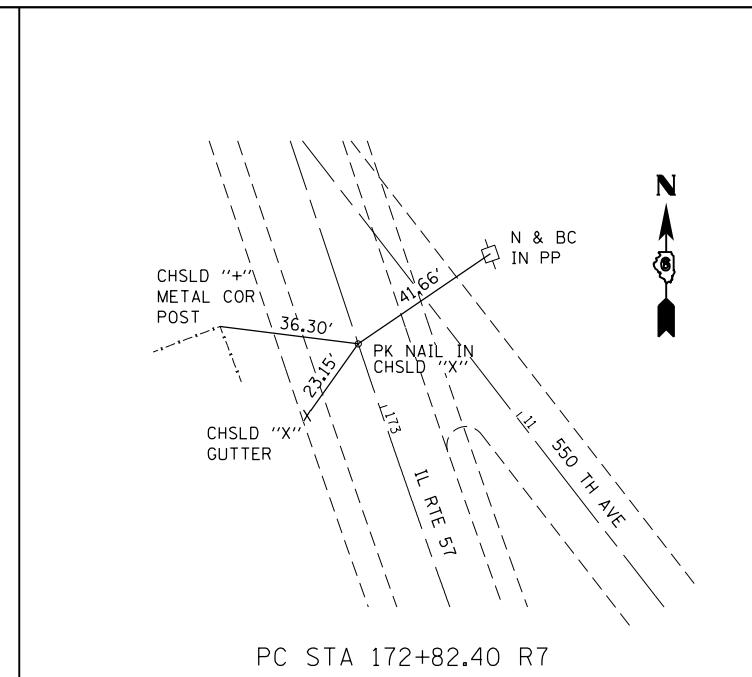 N
6
N & BC
IN PP
CHSLD "+"
METAL COR
POST
41.66'
36.30'
PK NAIL IN
CHSLD "X"
23.15'
CHSLD "X"
GUTTER
173
11
550 TH AVE
IL RTE 57
PC STA 172+82.40 R7